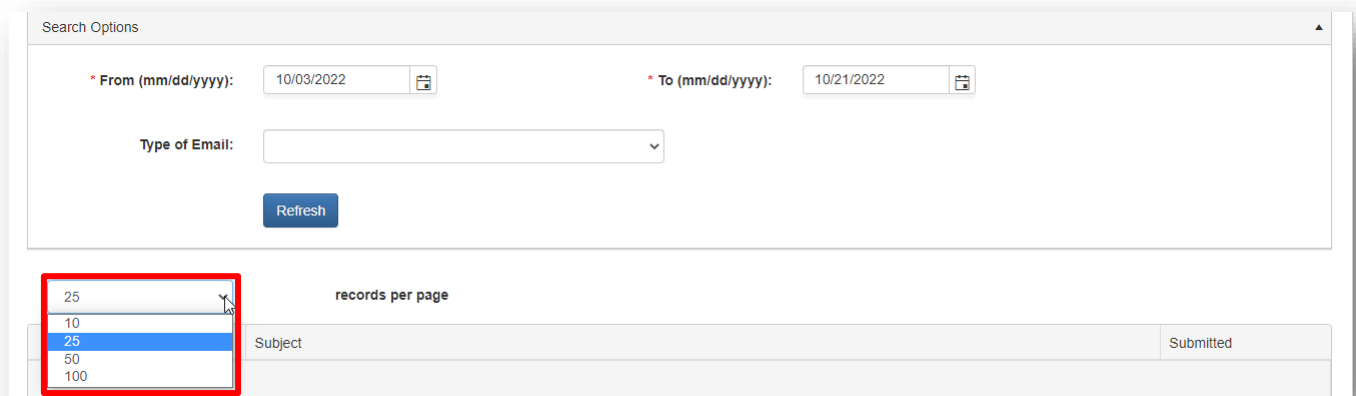 Search Options
* From (mm/dd/yyyy): 10/03/2022 * To (mm/dd/yyyy): 10/21/2022
Type of Email:
Refresh
25 records per page
10
25 Subject Submitted
50
100